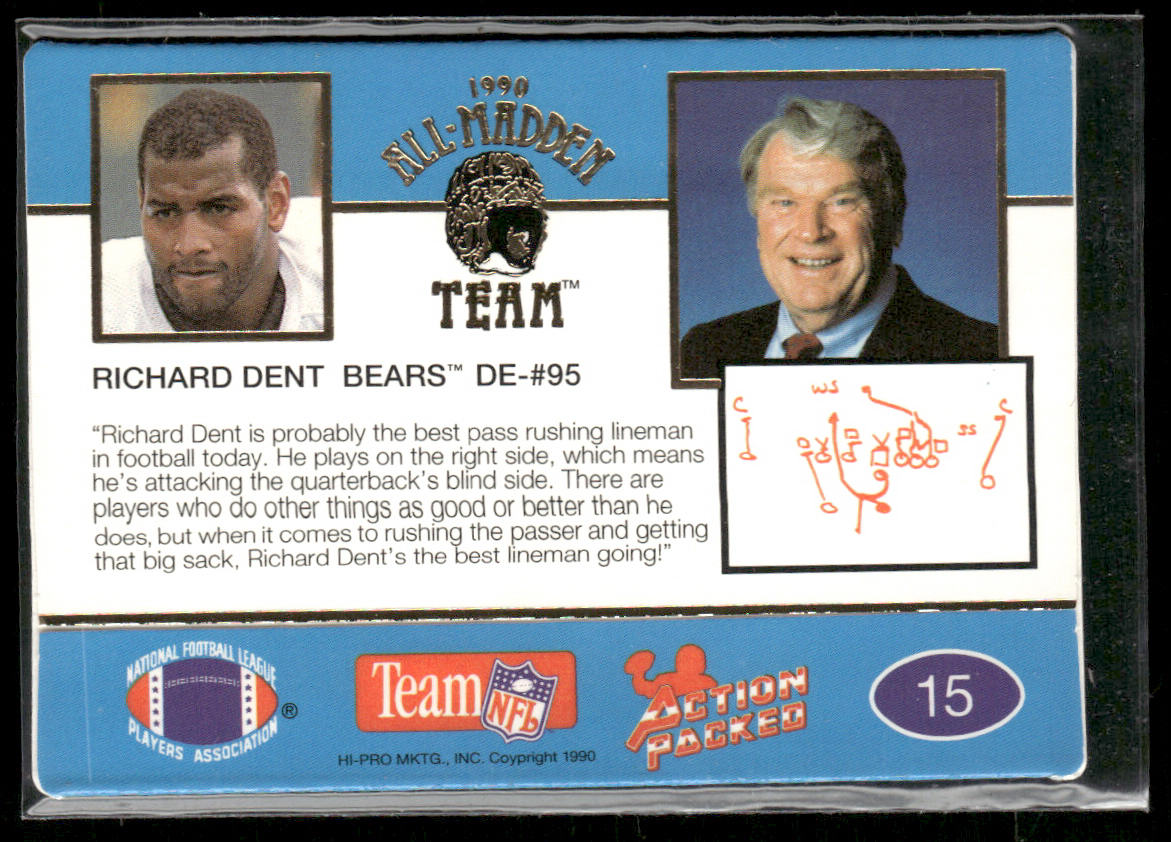 1990
ALL-MADDEN
TEAM™
RICHARD DENT BEARS™ DE-#95
“Richard Dent is probably the best pass rushing lineman
in football today. He plays on the right side, which means
he's attacking the quarterback's blind side. There are
players who do other things as good or better than he
does, but when it comes to rushing the passer and getting
that big sack, Richard Dent's the best lineman going!”
WS
C
C
SS
NATIONAL FOOTBALL LEAGUE
PLAYERS ASSOCIATION
®
Team NFL
HI-PRO MKTG., INC. Coypright 1990
ACTION
PACKED
15